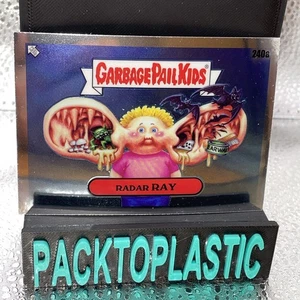 240a
GARBAGE PAIL KIDS
RADAR RAY
PACKTOPLASTIC